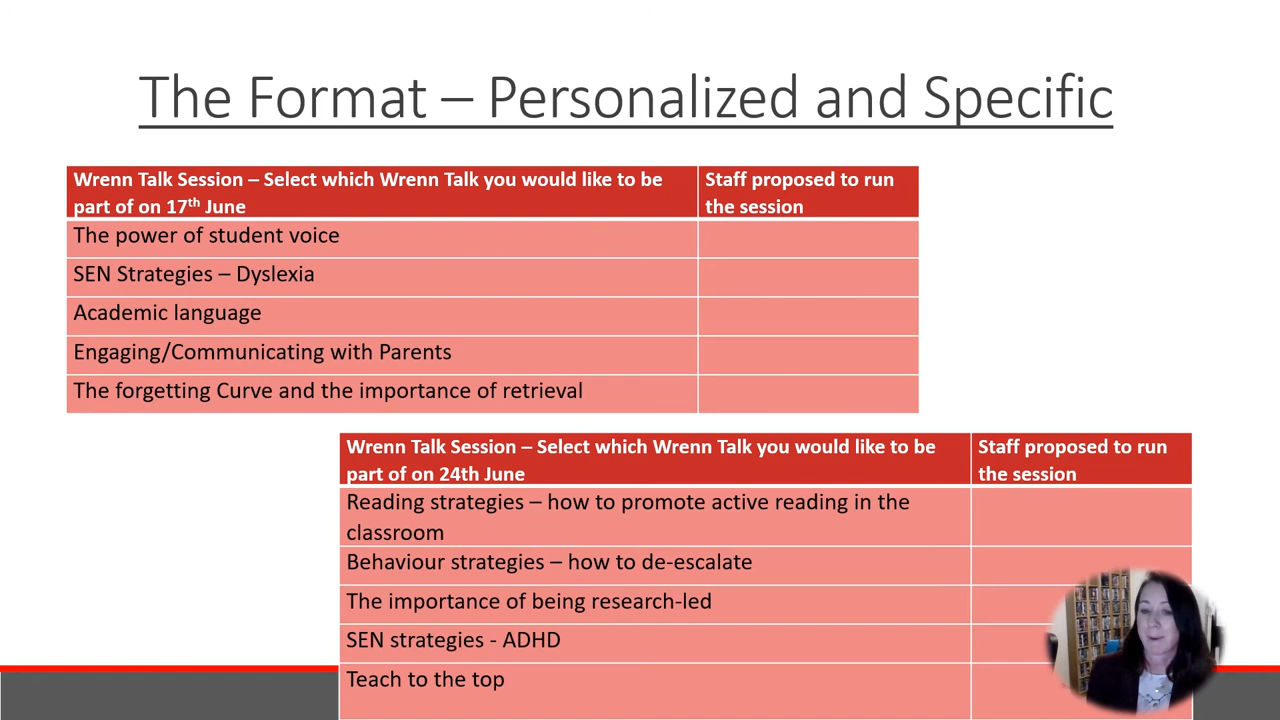 The Format – Personalized and Specific
Wrenn Talk Session – Select which Wrenn Talk you would like to be
part of on 17th June
Staff proposed to run
the session
The power of student voice
SEN Strategies – Dyslexia
Academic language
Engaging/Communicating with Parents
The forgetting Curve and the importance of retrieval
Wrenn Talk Session – Select which Wrenn Talk you would like to be
part of on 24th June
Staff proposed to run
the session
Reading strategies – how to promote active reading in the
classroom
Behaviour strategies – how to de-escalate
The importance of being research-led
SEN strategies - ADHD
Teach to the top